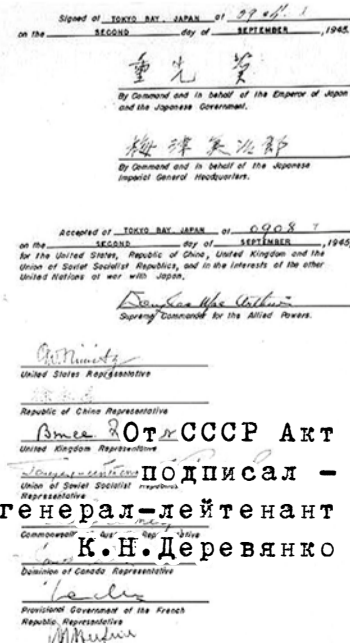 Signed at TOKYO BAY, JAPAN at 0904 I
on the SECOND day of SEPTEMBER, 1945.
重光葵
By Command and in behalf of the Emperor of Japan
and the Japanese Government.
梅津美治郎
By Command and in behalf of the Japanese
Imperial General Headquarters.
Accepted at TOKYO BAY, JAPAN at 0908 I
on the SECOND day of SEPTEMBER, 1945,
for the United States, Republic of China, United Kingdom and the
Union of Soviet Socialist Republics, and in the interests of the other
United Nations at war with Japan.
Douglas MacArthur
Supreme Commander for the Allied Powers.
C.W. Nimitz
United States Representative
Republic of China Representative
Bruce
От СССР Акт
United Kingdom Representative
подписал –
Union of Soviet Socialist
Representative
генерал-лейтенант
Commonwealth
К.Н.Деревянко
Dominion of Canada Representative
Provisional Government of the French
Republic Representative